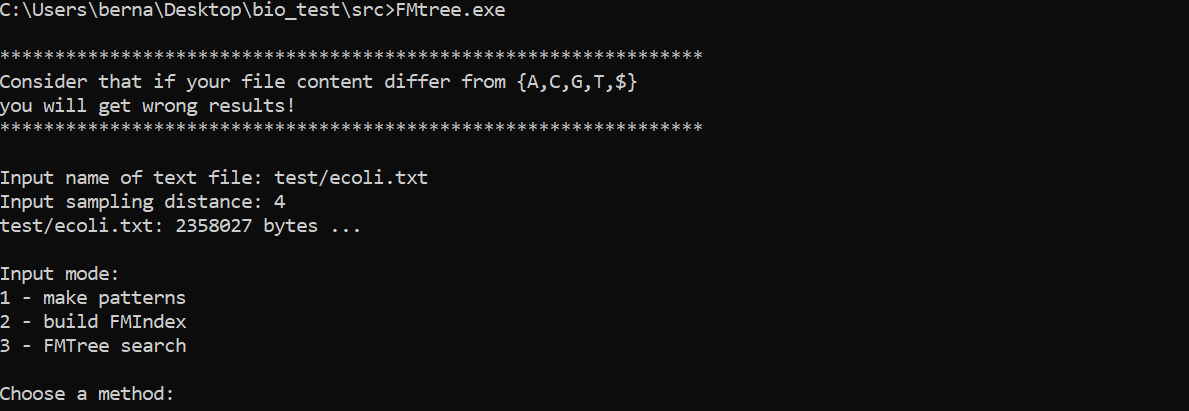 C:\Users\berna\Desktop\bio_test\src>FMtree.exe
****************************************************************
Consider that if your file content differ from {A,C,G,T,$}
you will get wrong results!
****************************************************************
Input name of text file: test/ecoli.txt
Input sampling distance: 4
test/ecoli.txt: 2358027 bytes ...
Input mode:
1 - make patterns
2 - build FMIndex
3 - FMTree search
Choose a method: